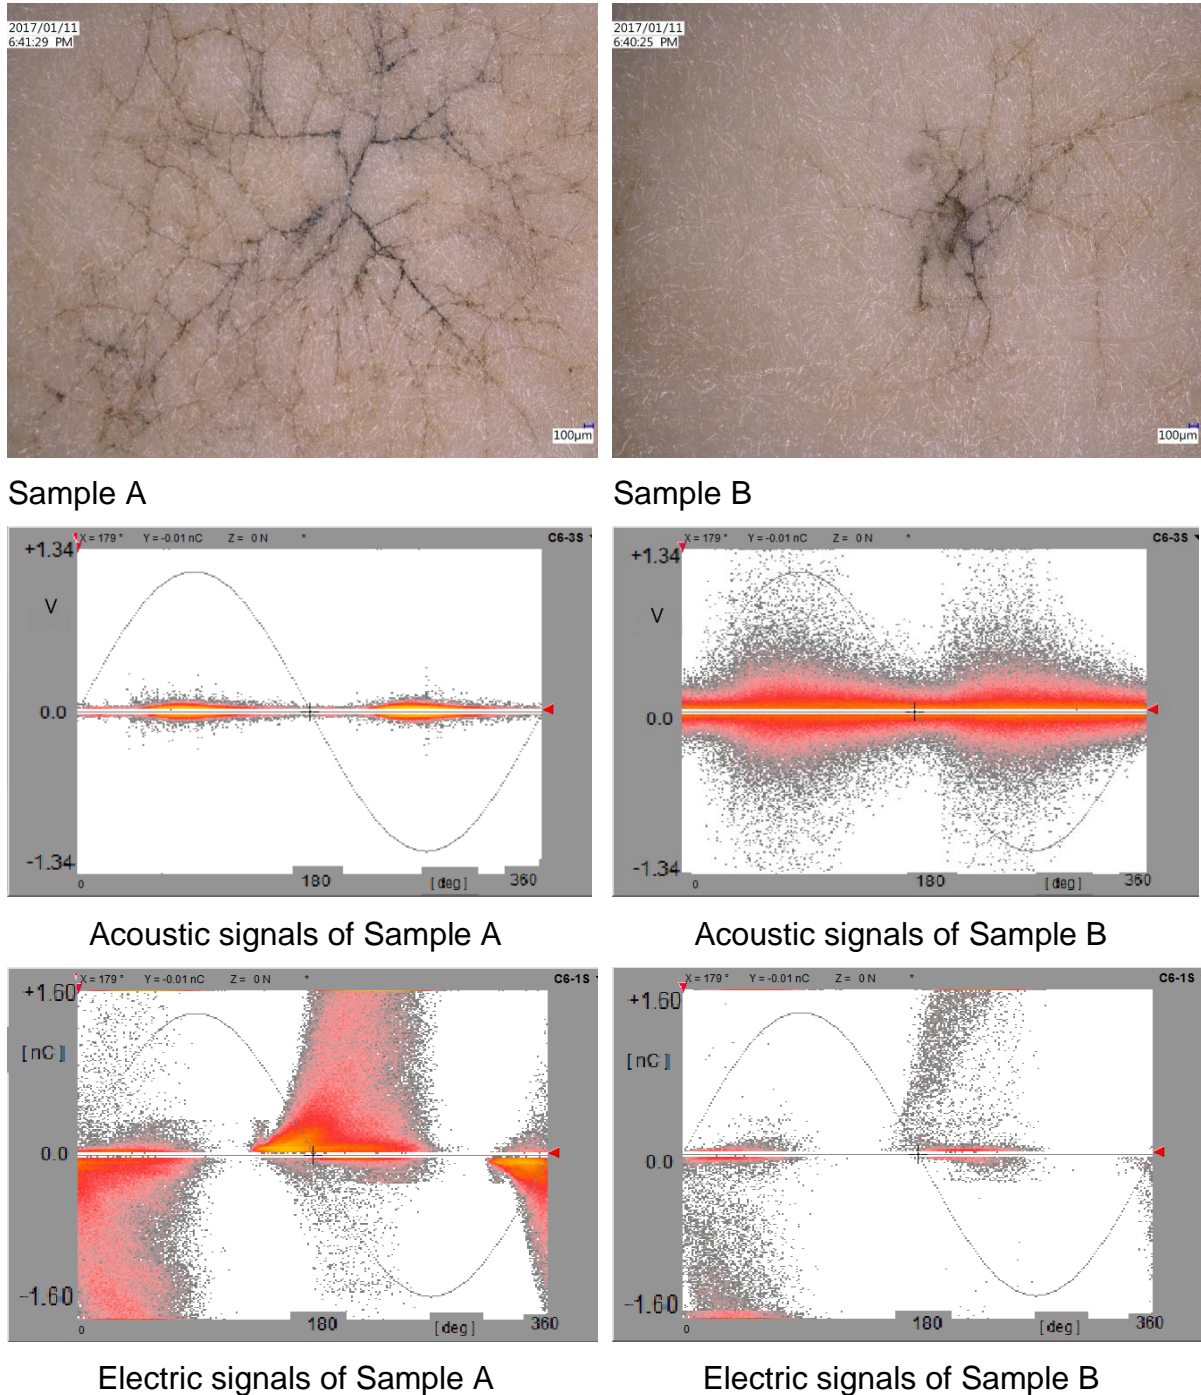 2017/01/11
6:41:29 PM
100µm
2017/01/11
6:40:25 PM
100µm
Sample A
Sample B
X = 179 ° Y = -0.01 nC Z = 0 N * C6-3S
+1.34
V
0.0
-1.34
0 180 [deg] 360
X = 179 ° Y = -0.01 nC Z = 0 N * C6-3S
+1.34
V
0.0
-1.34
0 180 [deg] 360
Acoustic signals of Sample A
Acoustic signals of Sample B
X = 179 ° Y = -0.01 nC Z = 0 N * C6-1S
+1.60
[nC]
0.0
-1.60
0 180 [deg] 360
X = 179 ° Y = -0.01 nC Z = 0 N * C6-1S
+1.60
[nC]
0.0
-1.60
0 180 [deg] 360
Electric signals of Sample A
Electric signals of Sample B